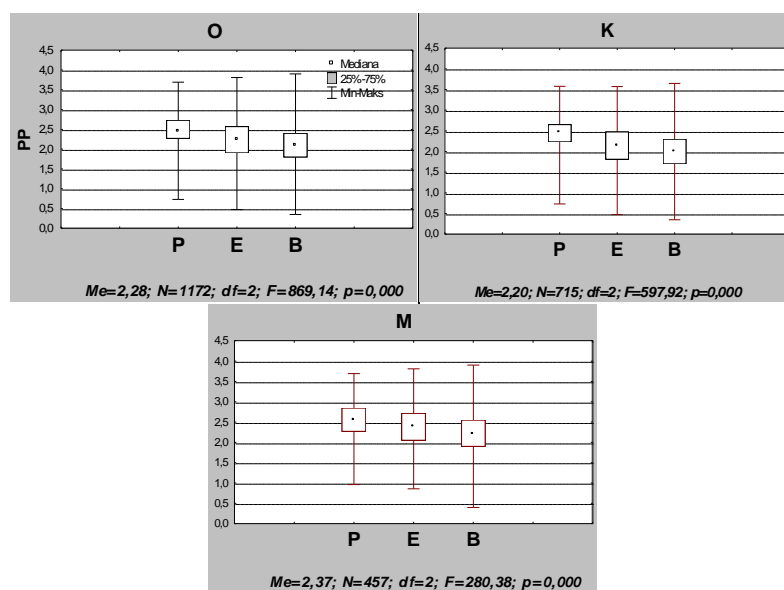 O
Mediana
25%-75%
Min-Maks
PP
4,5
4,0
3,5
3,0
2,5
2,0
1,5
1,0
0,5
0,0
P E B
Me=2,28; N=1172; df=2; F=869,14; p=0,000
K
4,5
4,0
3,5
3,0
2,5
2,0
1,5
1,0
0,5
0,0
P E B
Me=2,20; N=715; df=2; F=597,92; p=0,000
M
4,5
4,0
3,5
3,0
2,5
2,0
1,5
1,0
0,5
0,0
P E B
Me=2,37; N=457; df=2; F=280,38; p=0,000